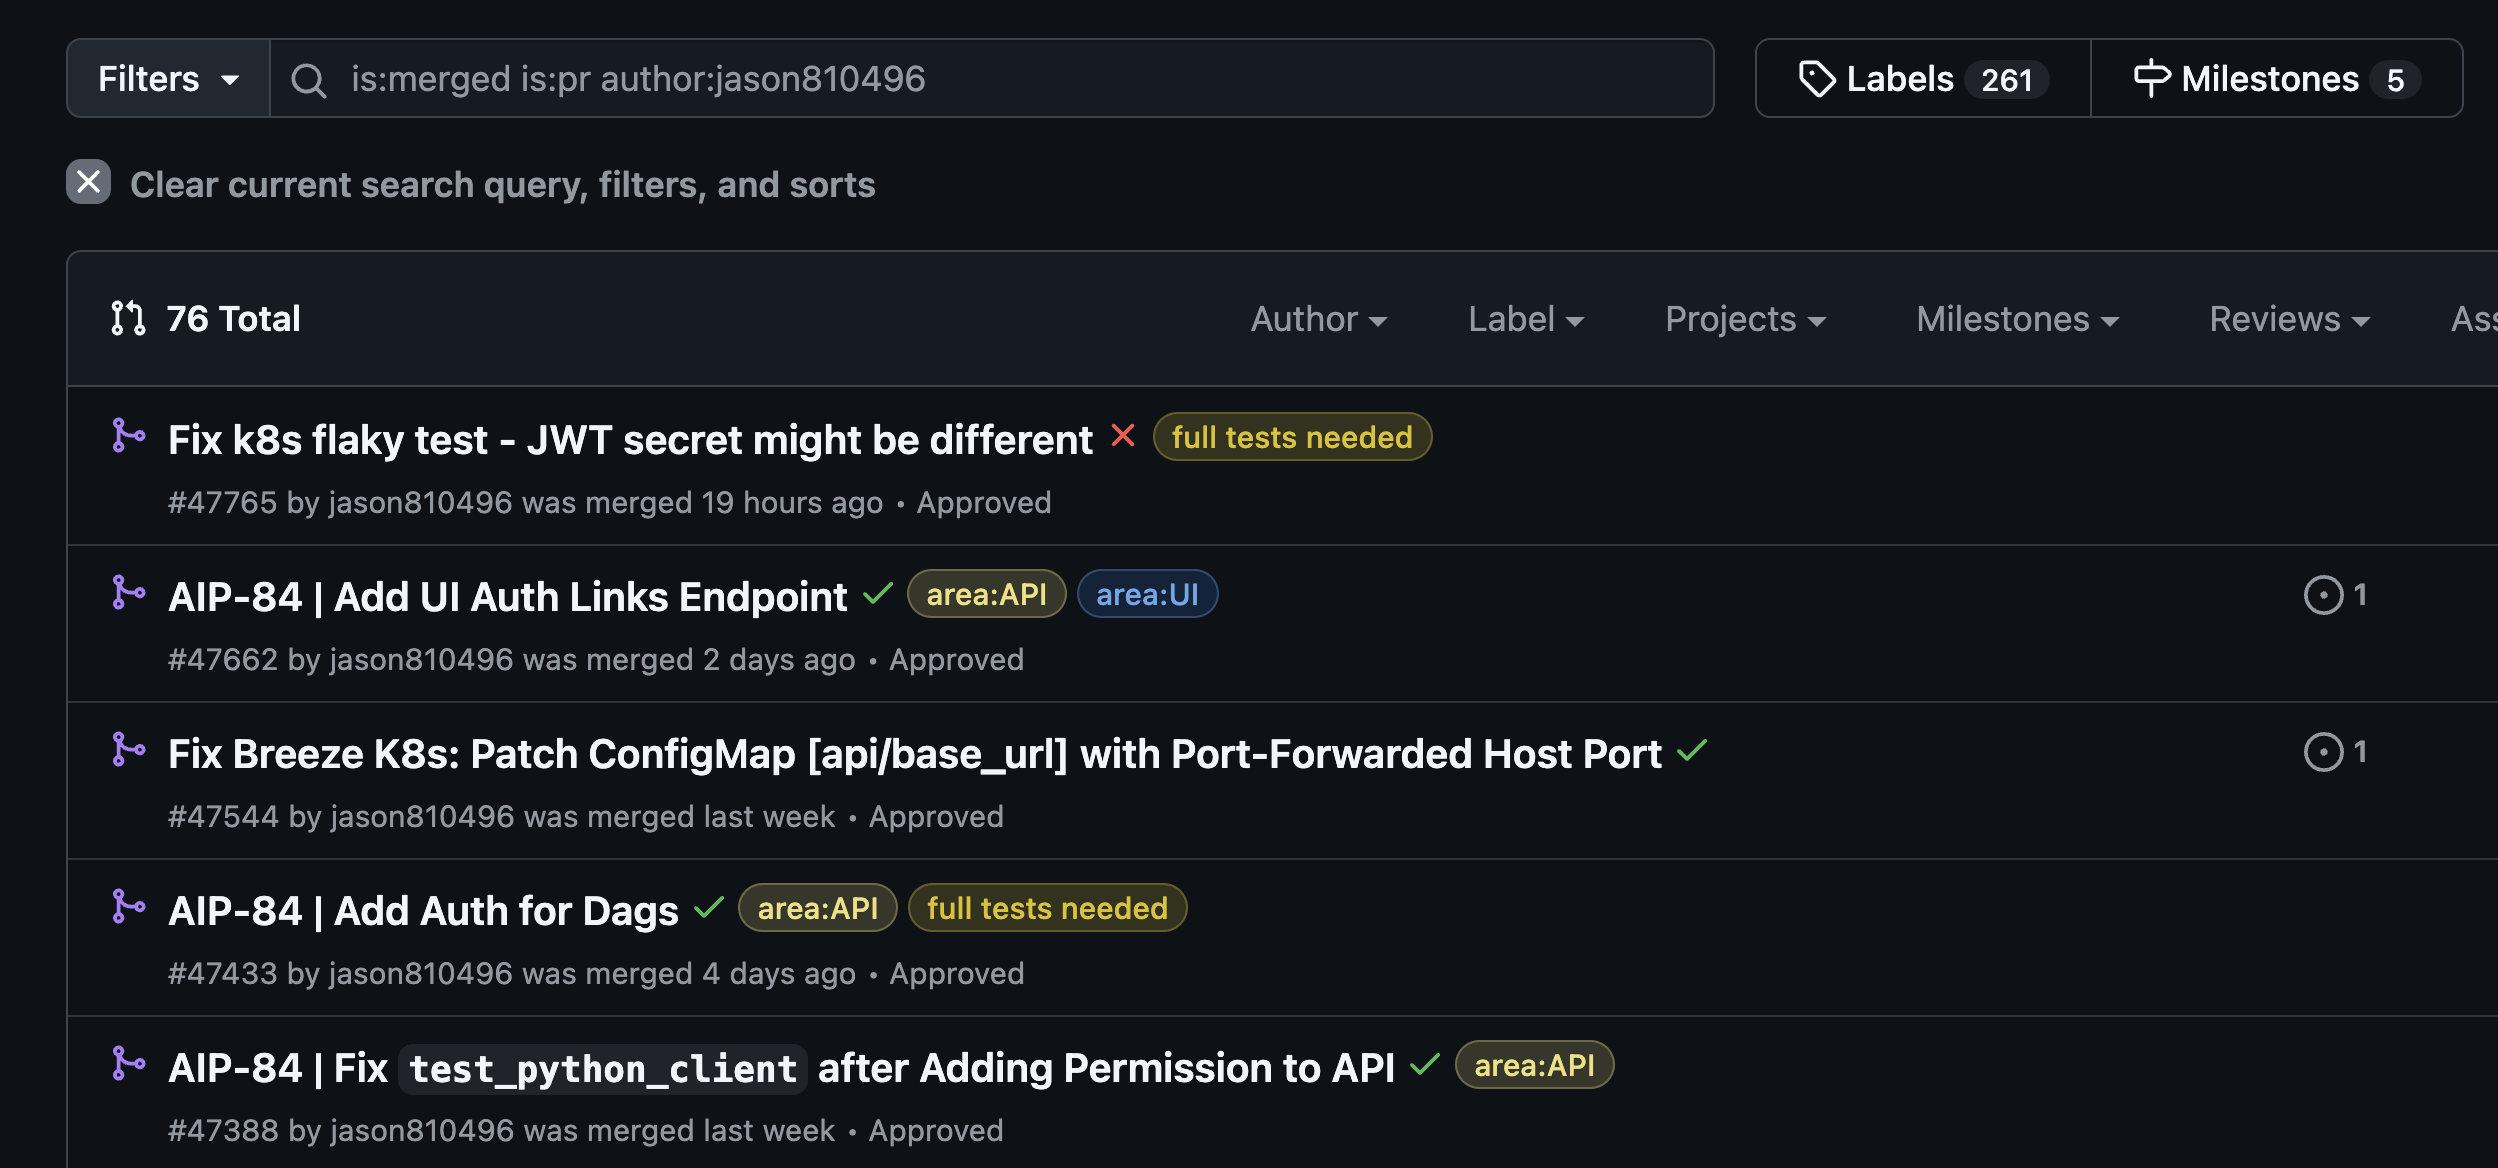 Filters
is:merged is:pr author:jason810496
Labels 261
Milestones 5
Clear current search query, filters, and sorts
76 Total
Author
Label
Projects
Milestones
Reviews
Ass
Fix k8s flaky test - JWT secret might be different full tests needed
#47765 by jason810496 was merged 19 hours ago • Approved
AIP-84 | Add UI Auth Links Endpoint area:API area:UI 1
#47662 by jason810496 was merged 2 days ago • Approved
Fix Breeze K8s: Patch ConfigMap [api/base_url] with Port-Forwarded Host Port 1
#47544 by jason810496 was merged last week • Approved
AIP-84 | Add Auth for Dags area:API full tests needed
#47433 by jason810496 was merged 4 days ago • Approved
AIP-84 | Fix test_python_client after Adding Permission to API area:API
#47388 by jason810496 was merged last week • Approved